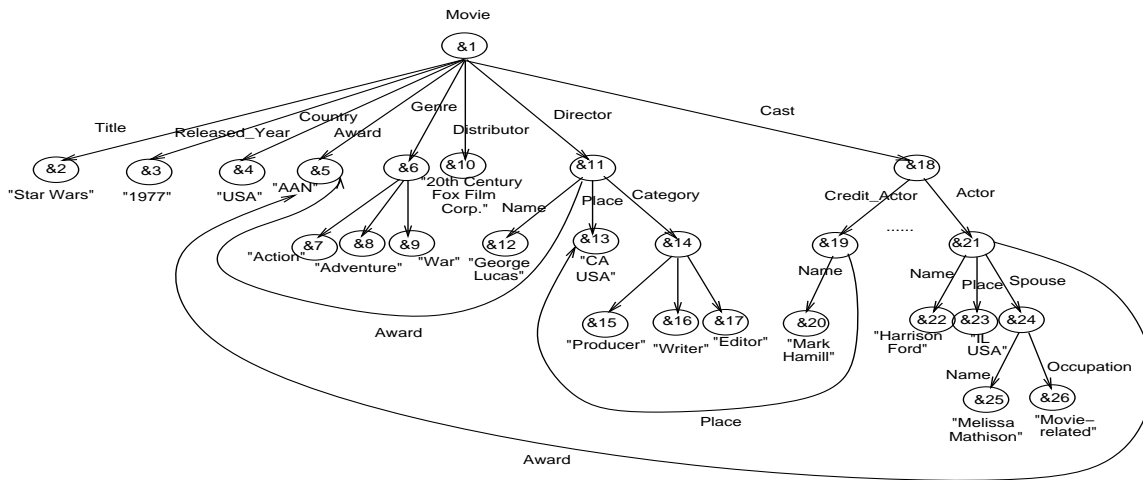 Movie
&1
Title
Released_Year
Country
Award
Genre
Distributor
Director
Cast
&2
&3
&4
&5
&6
&10
&11
&18
"Star Wars"
"1977"
"USA"
"AAN"
"20th Century
Fox Film
Corp."
Name
Place
Category
Credit_Actor
Actor
......
&7
&8
&9
&12
&13
&14
&19
&21
"Action"
"Adventure"
"War"
"George
Lucas"
"CA
USA"
Name
Name
Place
Spouse
&15
&16
&17
&20
&22
&23
&24
Award
"Producer"
"Writer"
"Editor"
"Mark
Hamill"
"Harrison
Ford"
"IL
USA"
Name
Occupation
&25
&26
Place
"Melissa
Mathison"
"Movie−
related"
Award